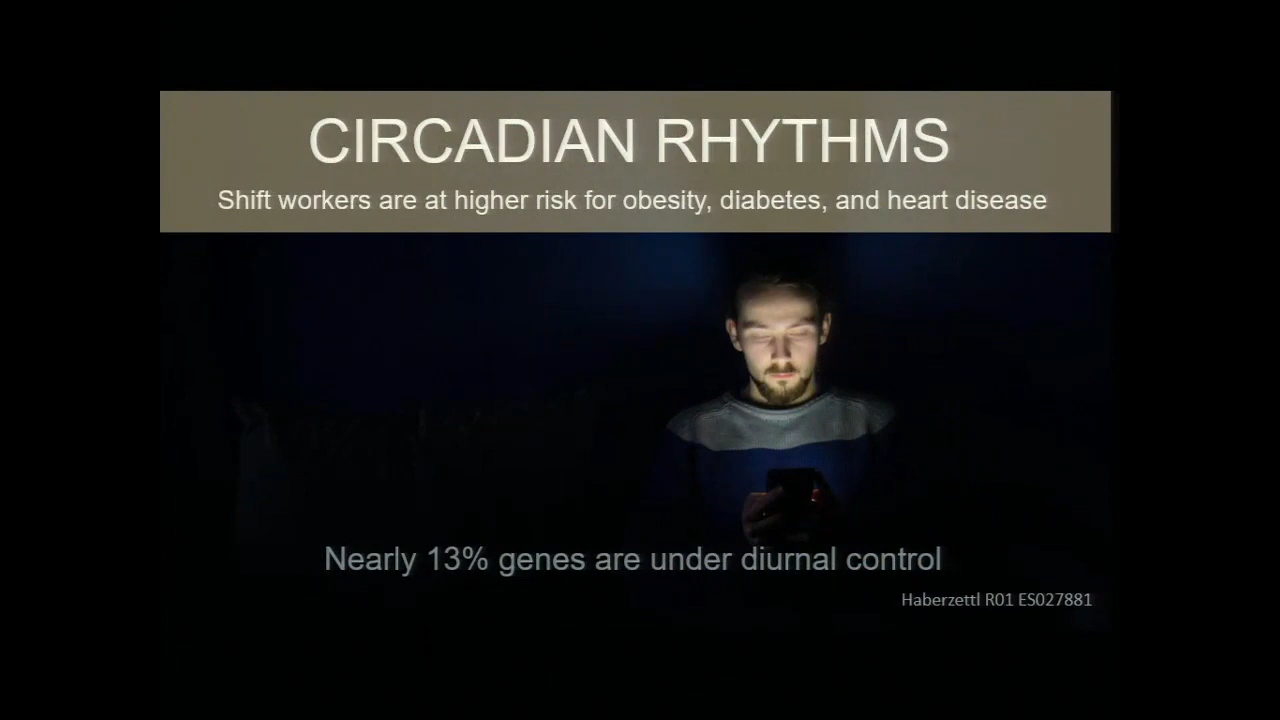 CIRCADIAN RHYTHMS
Shift workers are at higher risk for obesity, diabetes, and heart disease
Nearly 13% genes are under diurnal control
Haberzettl R01 ES027881